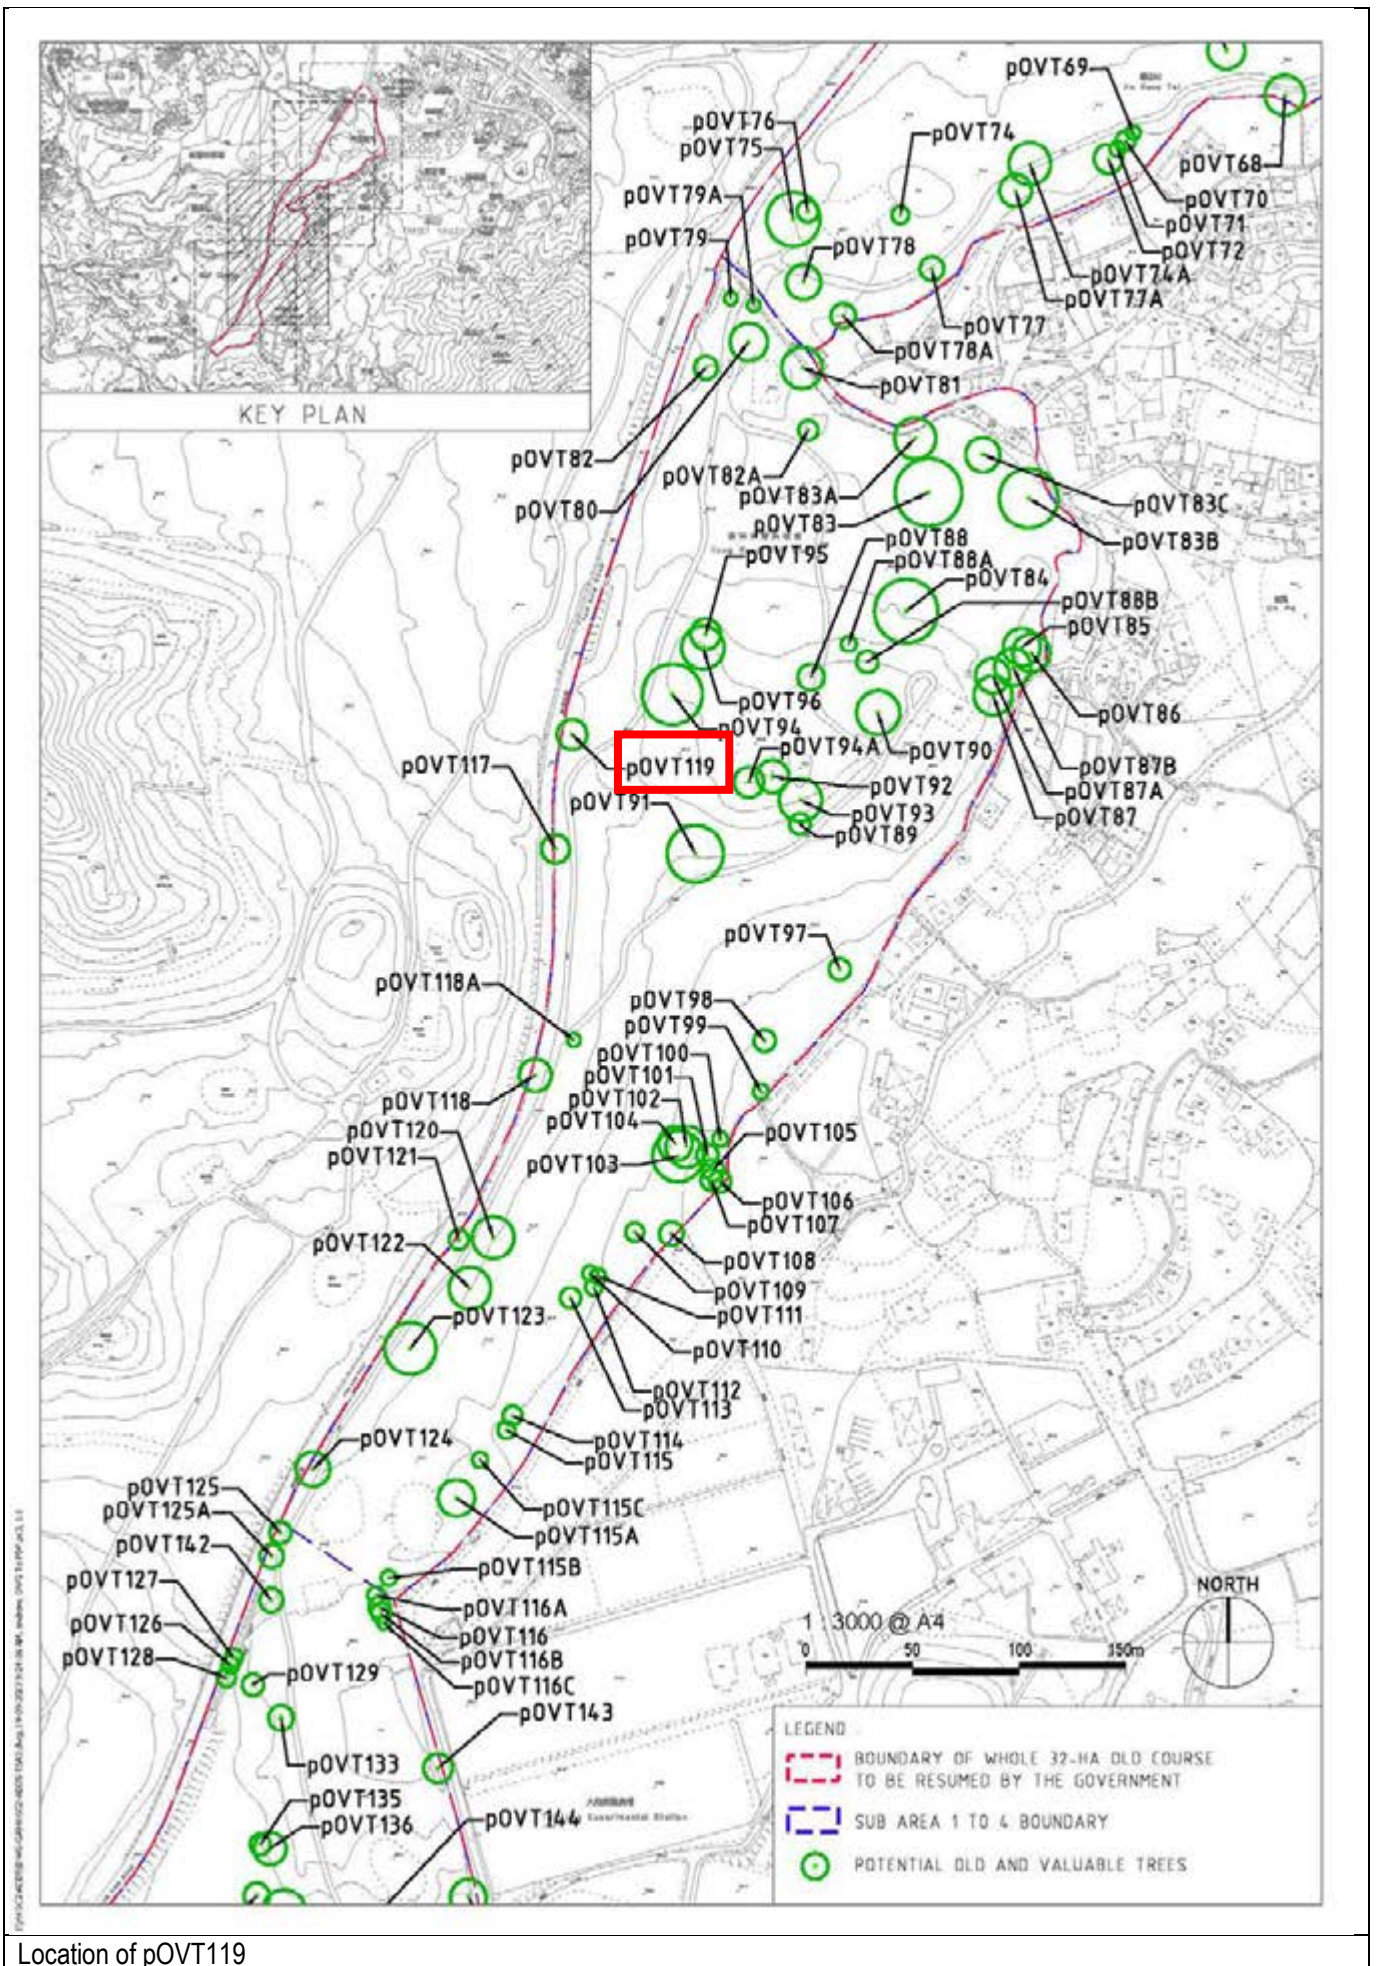 KEY PLAN
pOVT69
pOVT76
pOVT75
pOVT74
pOVT68
pOVT79A
pOVT70
pOVT71
pOVT79
pOVT78
pOVT72
pOVT74A
pOVT77A
pOVT77
pOVT78A
pOVT81
pOVT82
pOVT82A
pOVT83A
pOVT80
pOVT83
pOVT83C
pOVT83B
pOVT88
pOVT95
pOVT88A
pOVT84
pOVT88B
pOVT85
pOVT96
pOVT86
pOVT94
pOVT94A
pOVT90
pOVT117
pOVT119
pOVT87B
pOVT92
pOVT87A
pOVT91
pOVT93
pOVT87
pOVT89
pOVT97
pOVT118A
pOVT98
pOVT99
pOVT100
pOVT101
pOVT102
pOVT118
pOVT104
pOVT120
pOVT105
pOVT121
pOVT103
pOVT106
pOVT107
pOVT122
pOVT108
pOVT109
pOVT123
pOVT111
pOVT110
pOVT112
pOVT113
pOVT124
pOVT114
pOVT115
pOVT125
pOVT125A
pOVT115C
pOVT115A
pOVT142
pOVT115B
pOVT127
pOVT116A
pOVT126
pOVT116
pOVT128
pOVT116B
pOVT129
pOVT116C
pOVT143
pOVT133
pOVT135
pOVT136
pOVT144
Experimental Station
NORTH
1 : 3000 @ A4
0 50 100 150m
LEGEND
BOUNDARY OF WHOLE 32-HA OLD COURSE
TO BE RESUMED BY THE GOVERNMENT
SUB AREA 1 TO 4 BOUNDARY
POTENTIAL OLD AND VALUABLE TREES
Location of pOVT119